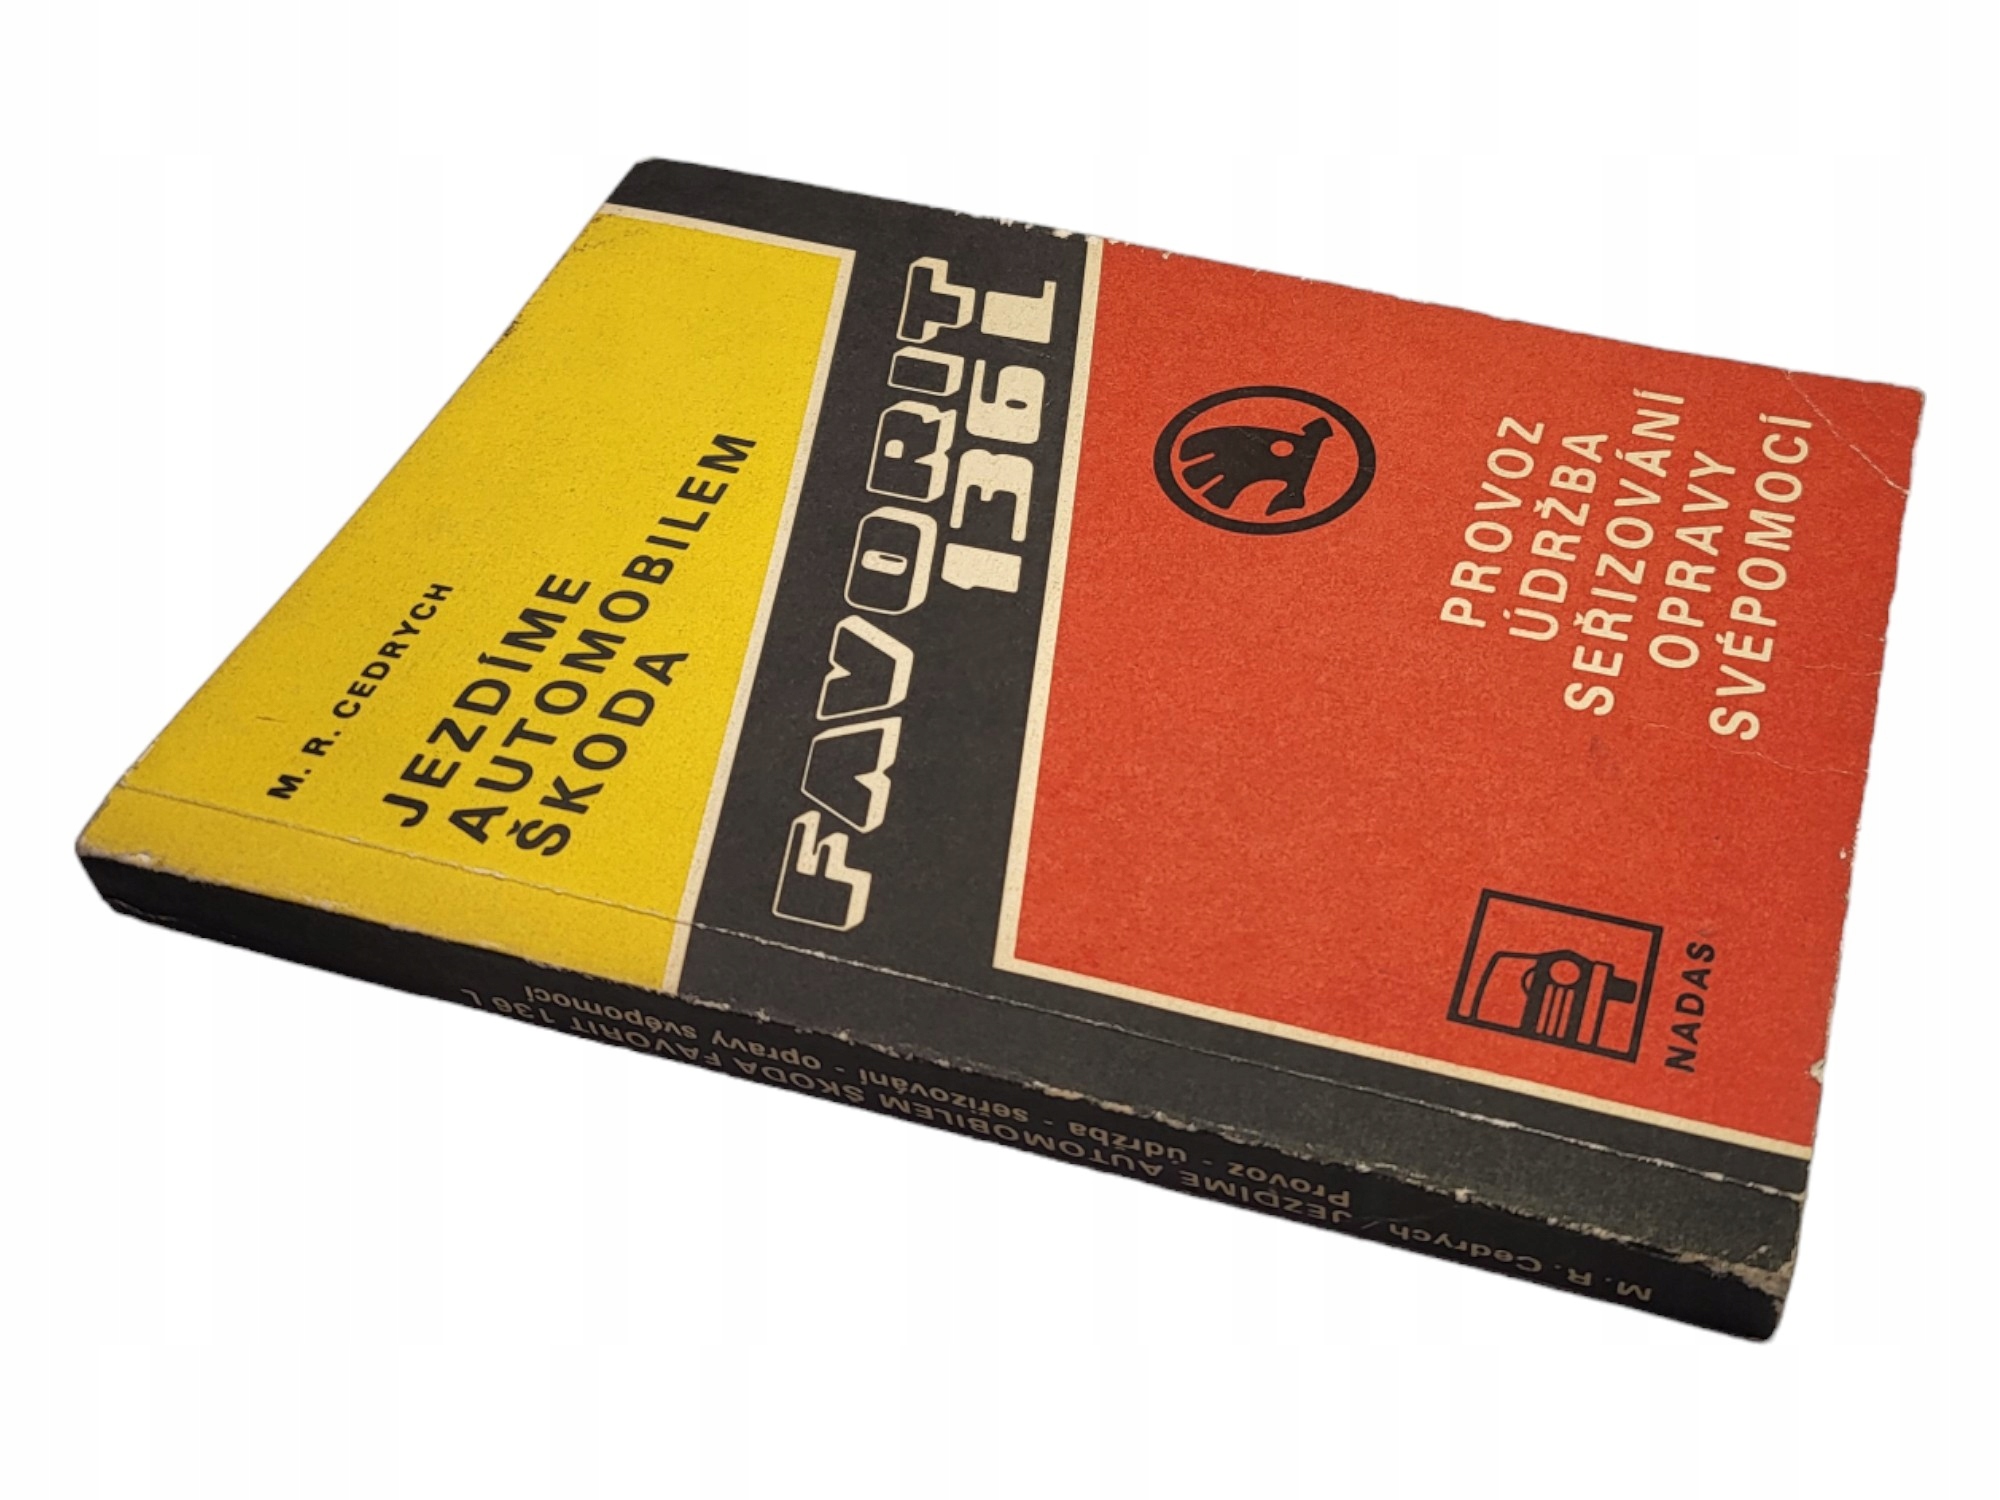 M. R. CEDRYCH
JEZDÍME
AUTOMOBILEM
ŠKODA
FAVORIT
136 L
PROVOZ
ÚDRŽBA
SEŘIZOVÁNÍ
OPRAVY
SVÉPOMOCÍ
NADAS
M. R. Cedrych / JEZDÍME AUTOMOBILEM ŠKODA FAVORIT 136 L
Provoz - údržba - seřizování - opravy svépomocí